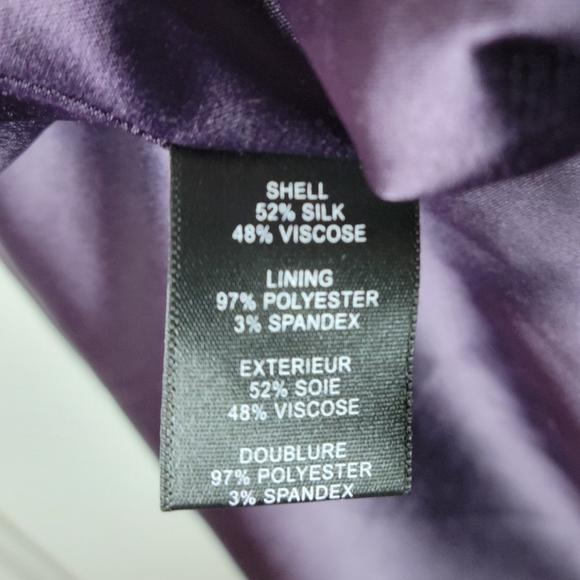 SHELL
52% SILK
48% VISCOSE
LINING
97% POLYESTER
3% SPANDEX
EXTERIEUR
52% SOIE
48% VISCOSE
DOUBLURE
97% POLYESTER
3% SPANDEX